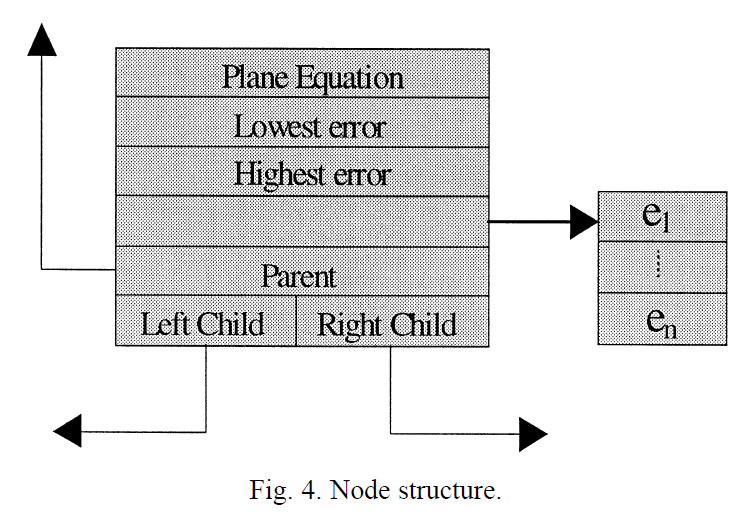 Plane Equation
Lowest error
Highest error
Parent
Left Child Right Child
e1
en
Fig. 4. Node structure.